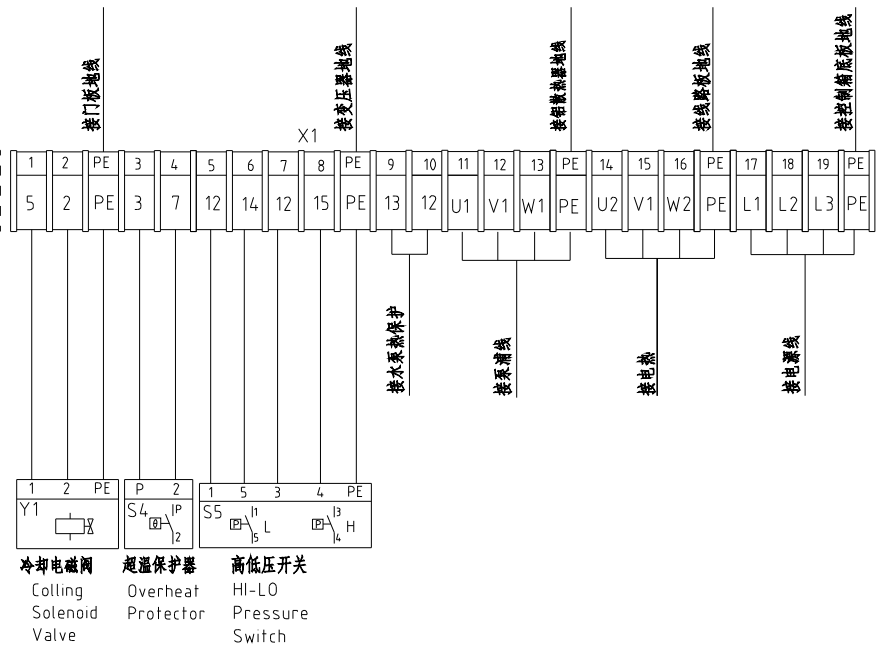 接门板地线
接变压器地线
接铝散热器地线
接线路板地线
接控制箱底板地线
X1
1 2 PE 3 4 5 6 7 8 PE 9 10 11 12 13 PE 14 15 16 PE 17 18 19 PE
5 2 PE 3 7 12 14 12 15 PE 13 12 U1 V1 W1 PE U2 V1 W2 PE L1 L2 L3 PE
接水泵热保护
接泵浦线
接电热
接电源线
1 2 PE P 2 1 5 3 4 PE
Y1
S4 θ P 2
S5 P 1 5 L P 3 4 H
冷却电磁阀
Colling
Solenoid
Valve
超温保护器
Overheat
Protector
高低压开关
HI-LO
Pressure
Switch